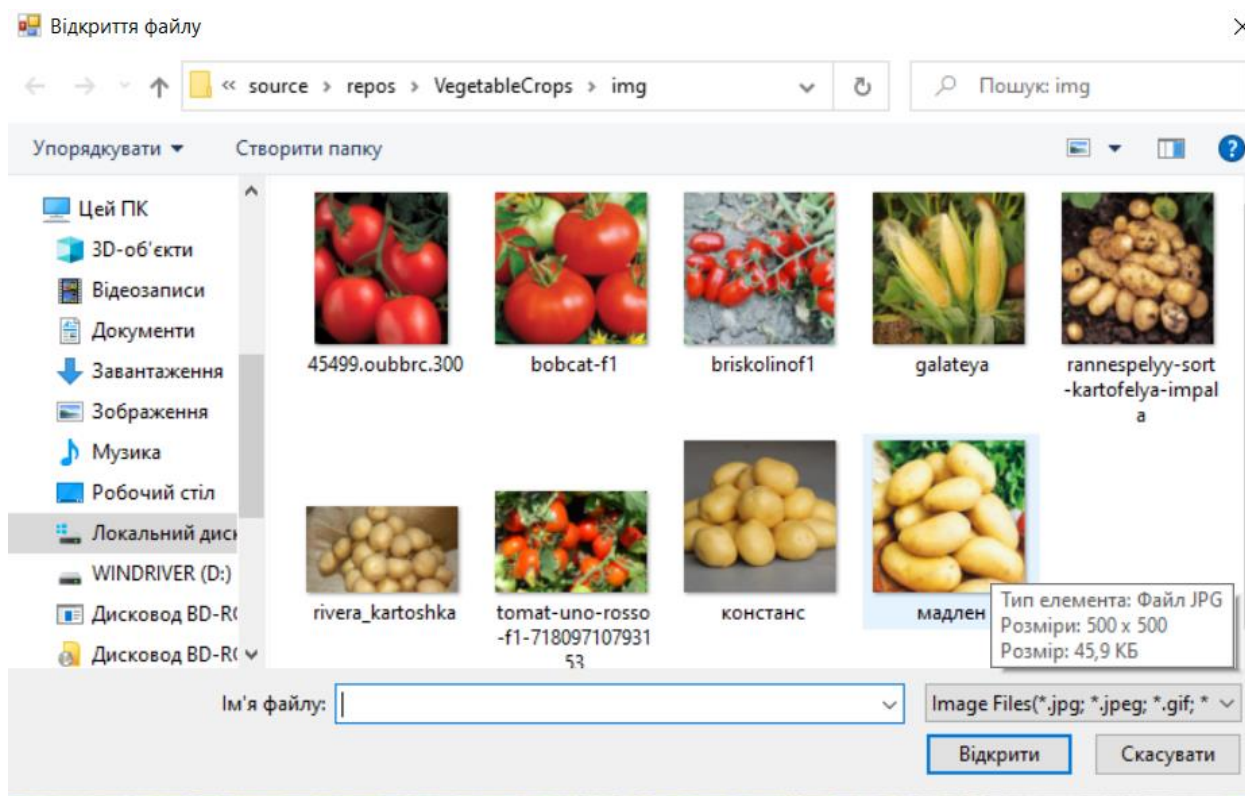 Відкриття файлу
« source › repos › VegetableCrops › img
Пошук: img
Упорядкувати
Створити папку
Цей ПК
3D-об'єкти
Відеозаписи
Документи
Завантаження
Зображення
Музика
Робочий стіл
Локальний диск
WINDRIVER (D:)
Дисковод BD-R
Дисковод BD-R
45499.oubbrc.300
bobcat-f1
briskolinof1
galateya
rannespelyy-sort
-kartofelya-impal
a
rivera_kartoshka
tomat-uno-rosso
-f1-718097107931
53
констанс
мадлен
Тип елемента: Файл JPG
Розміри: 500 x 500
Розмір: 45,9 КБ
Ім'я файлу:
Image Files(*.jpg; *.jpeg; *.gif; *
Відкрити
Скасувати